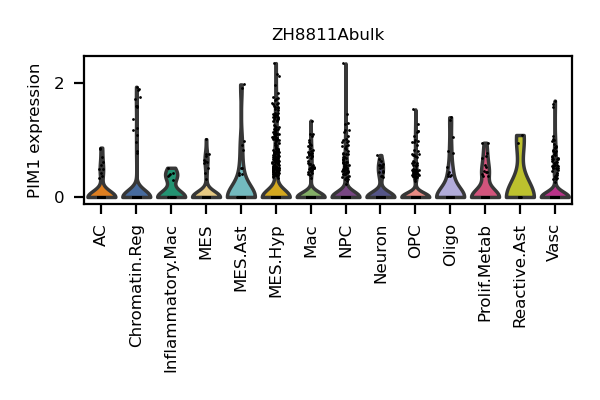 ZH8811Abulk
PIM1 expression
2
0
AC
Chromatin.Reg
Inflammatory.Mac
MES
MES.Ast
MES.Hyp
Mac
NPC
Neuron
OPC
Oligo
Prolif.Metab
Reactive.Ast
Vasc